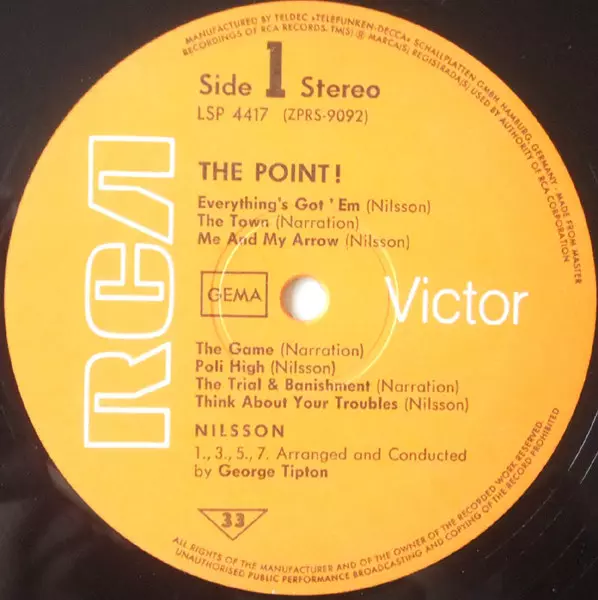 MANUFACTURED BY TELDEC »TELEFUNKEN-DECCA« SCHALLPLATTEN GMBH, HAMBURG, GERMANY · MADE FROM MASTER
RECORDINGS OF RCA RECORDS. TM(S) ® MARCA(S) REGISTRADA(S) USED BY AUTHORITY OF RCA CORPORATION
Side 1 Stereo
LSP 4417 (ZPRS-9092)
THE POINT!
Everything's Got 'Em (Nilsson)
The Town (Narration)
Me And My Arrow (Nilsson)
RCA
GEMA
Victor
The Game (Narration)
Poli High (Nilsson)
The Trial & Banishment (Narration)
Think About Your Troubles (Nilsson)
NILSSON
1., 3., 5., 7. Arranged and Conducted
by George Tipton
33
ALL RIGHTS OF THE MANUFACTURER AND OF THE OWNER OF THE RECORDED WORK RESERVED.
UNAUTHORISED PUBLIC PERFORMANCE BROADCASTING AND COPYING OF THE RECORD PROHIBITED